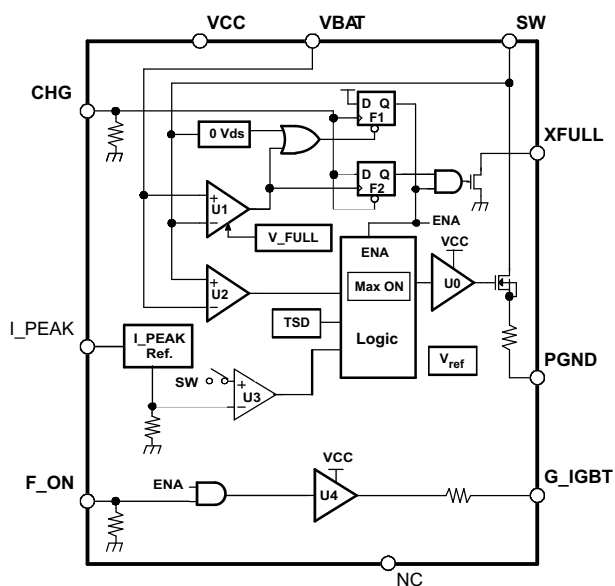 VCC
VBAT
SW
CHG
D Q
F1
0 Vds
XFULL
D Q
F2
+
U1
−
ENA
V_FULL
ENA
VCC
+
U2
−
Max ON
U0
I_PEAK
I_PEAK
Ref.
TSD
Logic
Vref
SW
+
U3
−
PGND
F_ON
ENA
VCC
U4
G_IGBT
NC